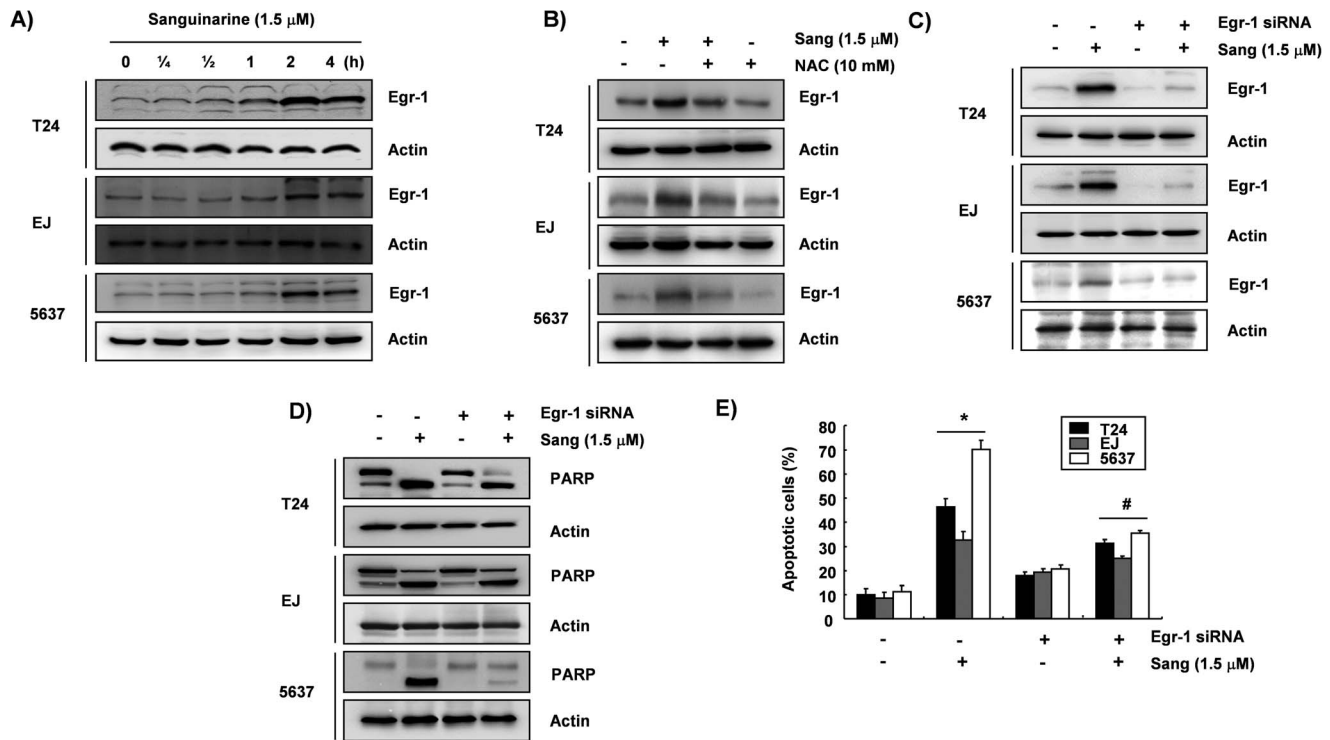 A)
Sanguinarine (1.5 μM)
0 ¼ ½ 1 2 4 (h)
T24
Egr-1
Actin
EJ
Egr-1
Actin
5637
Egr-1
Actin
B)
- + + - Sang (1.5 μM)
- - + + NAC (10 mM)
T24
Egr-1
Actin
EJ
Egr-1
Actin
5637
Egr-1
Actin
C)
- - + + Egr-1 siRNA
- + - + Sang (1.5 μM)
T24
Egr-1
Actin
EJ
Egr-1
Actin
5637
Egr-1
Actin
D)
- - + + Egr-1 siRNA
- + - + Sang (1.5 μM)
T24
PARP
Actin
EJ
PARP
Actin
5637
PARP
Actin
E)
Apoptotic cells (%)
80
70
60
50
40
30
20
10
0
*
#
T24
EJ
5637
- - + + Egr-1 siRNA
- + - + Sang (1.5 μM)